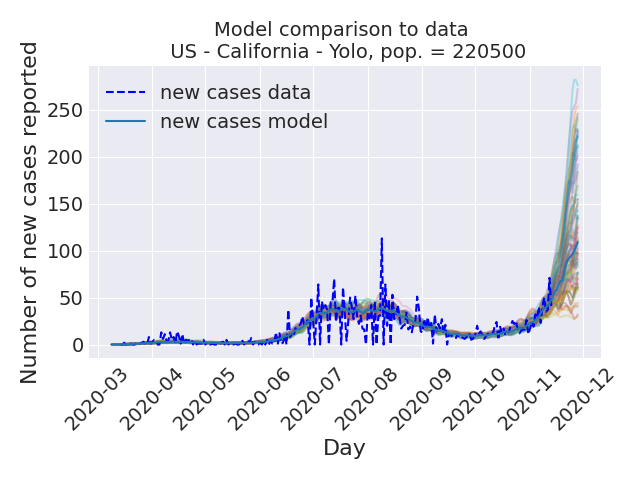 Model comparison to data
US - California - Yolo, pop. = 220500
Number of new cases reported
250
200
150
100
50
0
new cases data
new cases model
2020-03
2020-04
2020-05
2020-06
2020-07
2020-08
2020-09
2020-10
2020-11
2020-12
Day